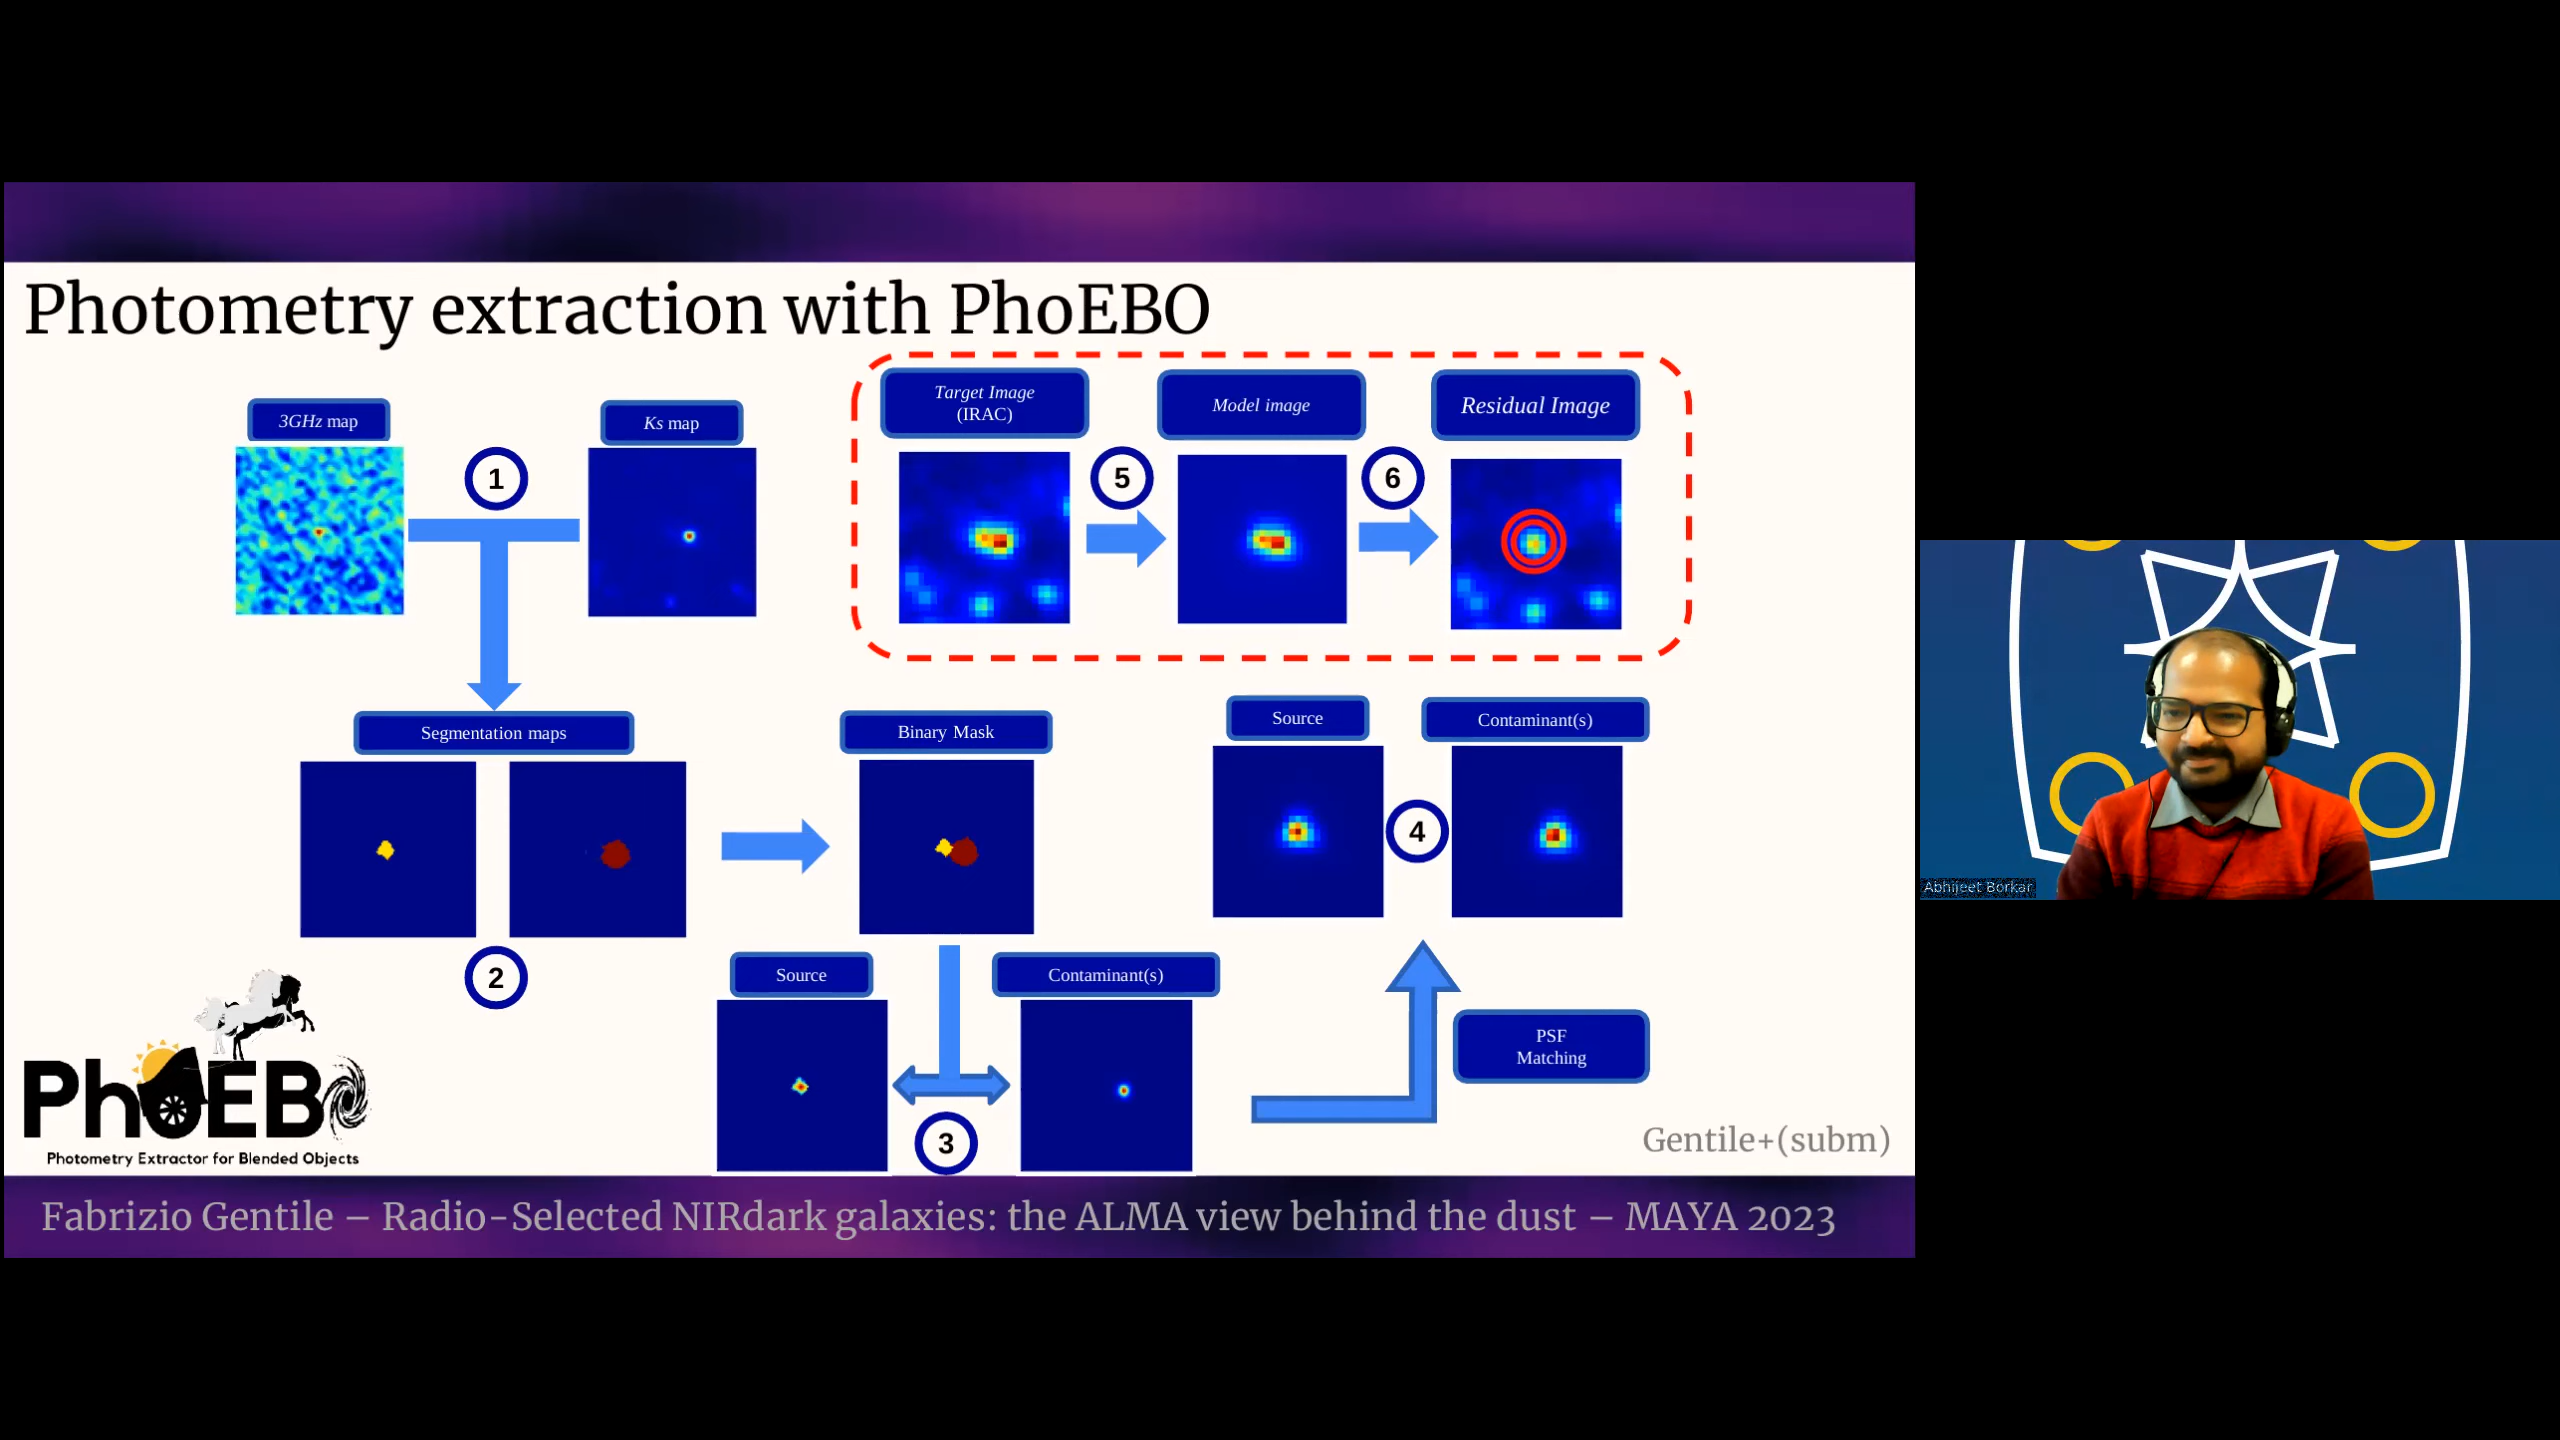 Photometry extraction with PhoEBO
3GHz map
Ks map
1
Target Image
(IRAC)
5
Model image
6
Residual Image
Segmentation maps
2
Binary Mask
Source
Contaminant(s)
3
Source
Contaminant(s)
4
PSF
Matching
PhoEBO
Photometry Extractor for Blended Objects
Gentile+(subm)
Fabrizio Gentile – Radio-Selected NIRdark galaxies: the ALMA view behind the dust – MAYA 2023
Abhijeet Borkar